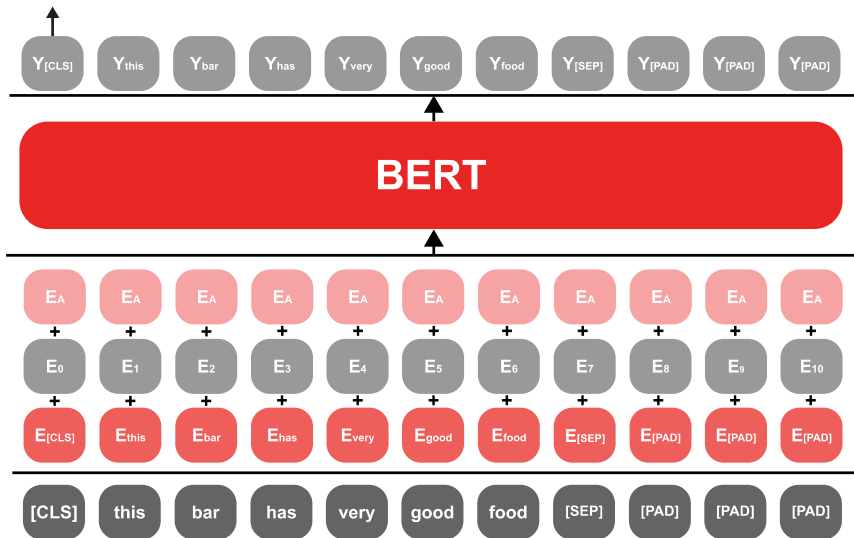 Y[CLS] Ythis Ybar Yhas Yvery Ygood Yfood Y[SEP] Y[PAD] Y[PAD] Y[PAD]
BERT
EA EA EA EA EA EA EA EA EA EA EA
+ + + + + + + + + + +
E0 E1 E2 E3 E4 E5 E6 E7 E8 E9 E10
+ + + + + + + + + + +
E[CLS] Ethis Ebar Ehas Every Egood Efood E[SEP] E[PAD] E[PAD] E[PAD]
[CLS] this bar has very good food [SEP] [PAD] [PAD] [PAD]